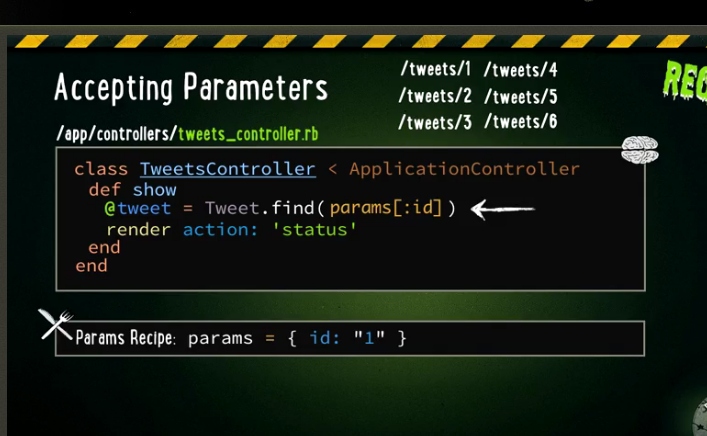 Accepting Parameters
/tweets/1 /tweets/4
/tweets/2 /tweets/5
/tweets/3 /tweets/6
/app/controllers/tweets_controller.rb
class TweetsController < ApplicationController
def show
@tweet = Tweet.find(params[:id])
render action: 'status'
end
end
Params Recipe: params = { id: "1" }